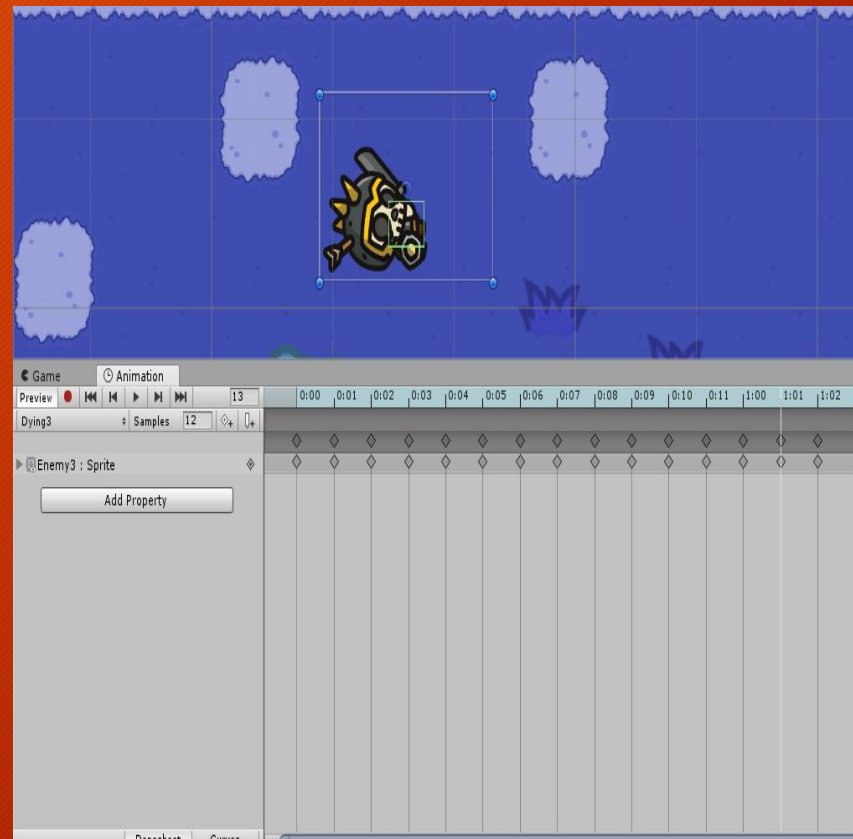 Game Animation
Preview 13 0:00 0:01 0:02 0:03 0:04 0:05 0:06 0:07 0:08 0:09 0:10 0:11 1:00 1:01 1:02
Dying3 Samples 12
Enemy3 : Sprite
Add Property
Dopesheet Curves